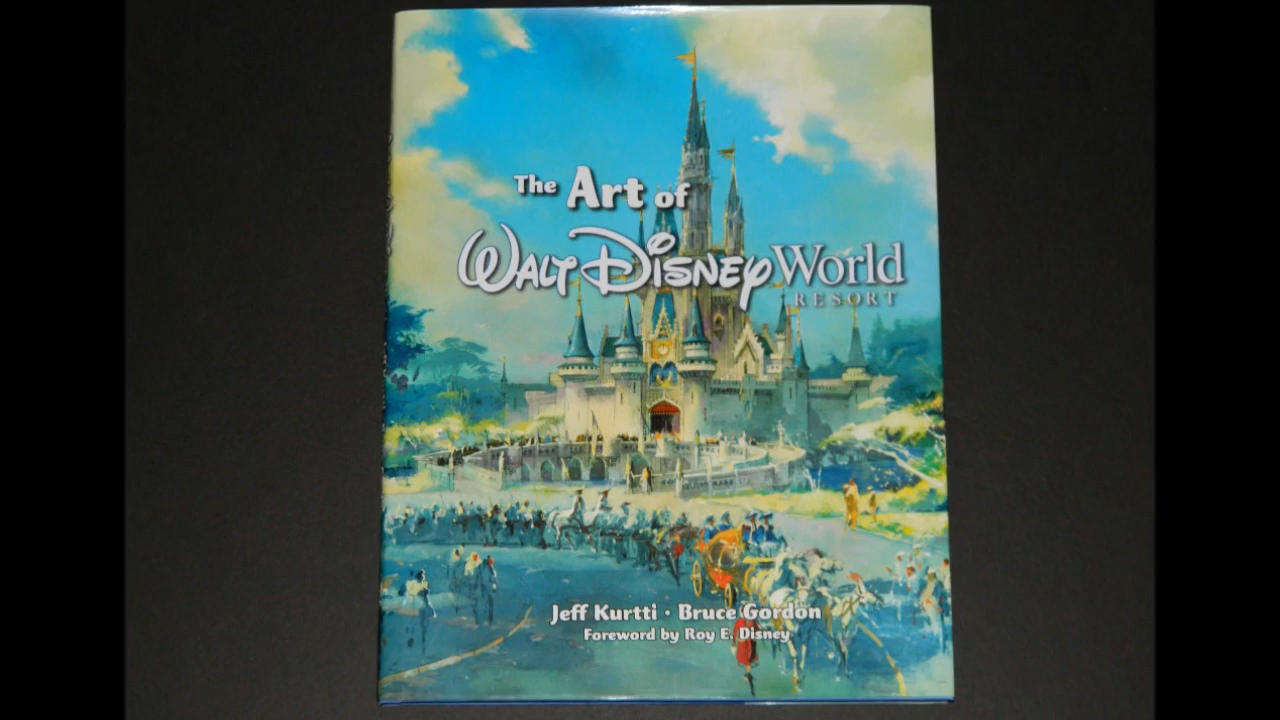 The Art of
Walt Disney World
RESORT
Jeff Kurtti • Bruce Gordon
Foreword by Roy E. Disney